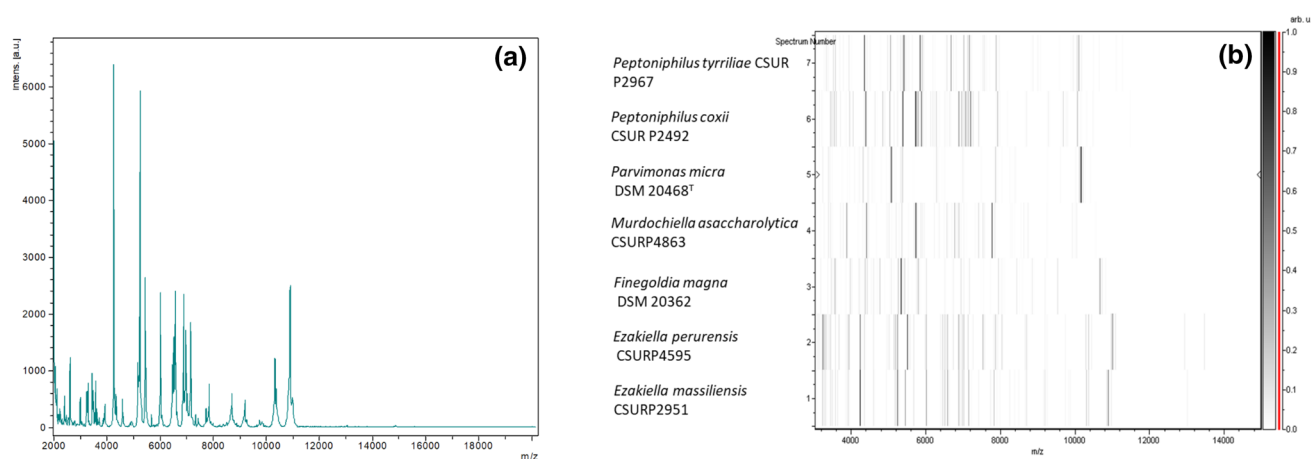 (a)
intens. [a.u.]
6000
5000
4000
3000
2000
1000
0
2000 4000 6000 8000 10000 12000 14000 16000 18000
m/z
(b)
arb. u
Spectrum Number
Peptoniphilus tyrriliae CSUR
P2967
Peptoniphilus coxii
CSUR P2492
Parvimonas micra
DSM 20468ᵀ
Murdochiella asaccharolytica
CSURP4863
Finegoldia magna
DSM 20362
Ezakiella perurensis
CSURP4595
Ezakiella massiliensis
CSURP2951
7
6
5
4
3
2
1
4000 6000 8000 10000 12000 14000
m/z
1.0
0.9
0.8
0.7
0.6
0.5
0.4
0.3
0.2
0.1
0.0